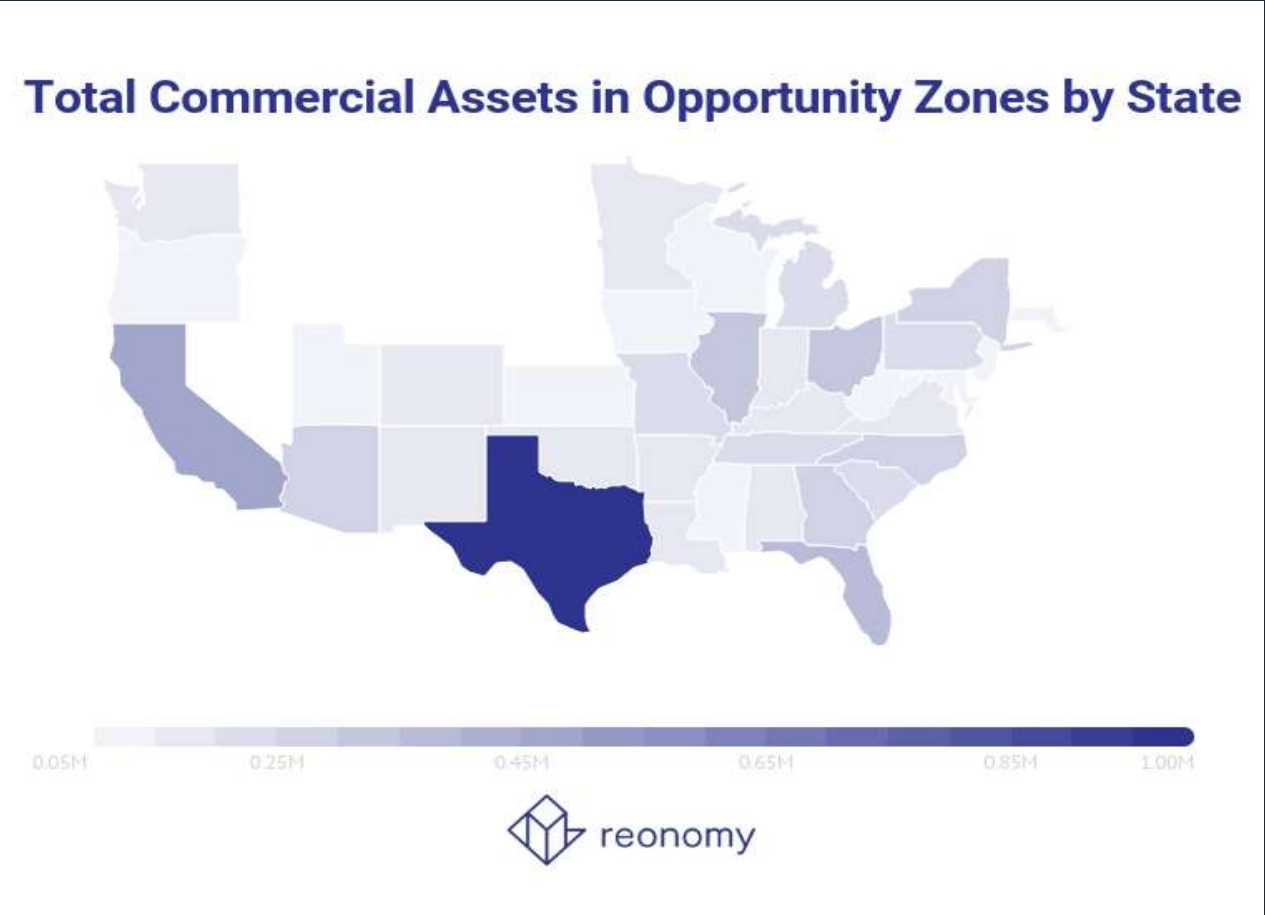 Total Commercial Assets in Opportunity Zones by State
0.05M 0.25M 0.45M 0.65M 0.85M 1.00M
reonomy